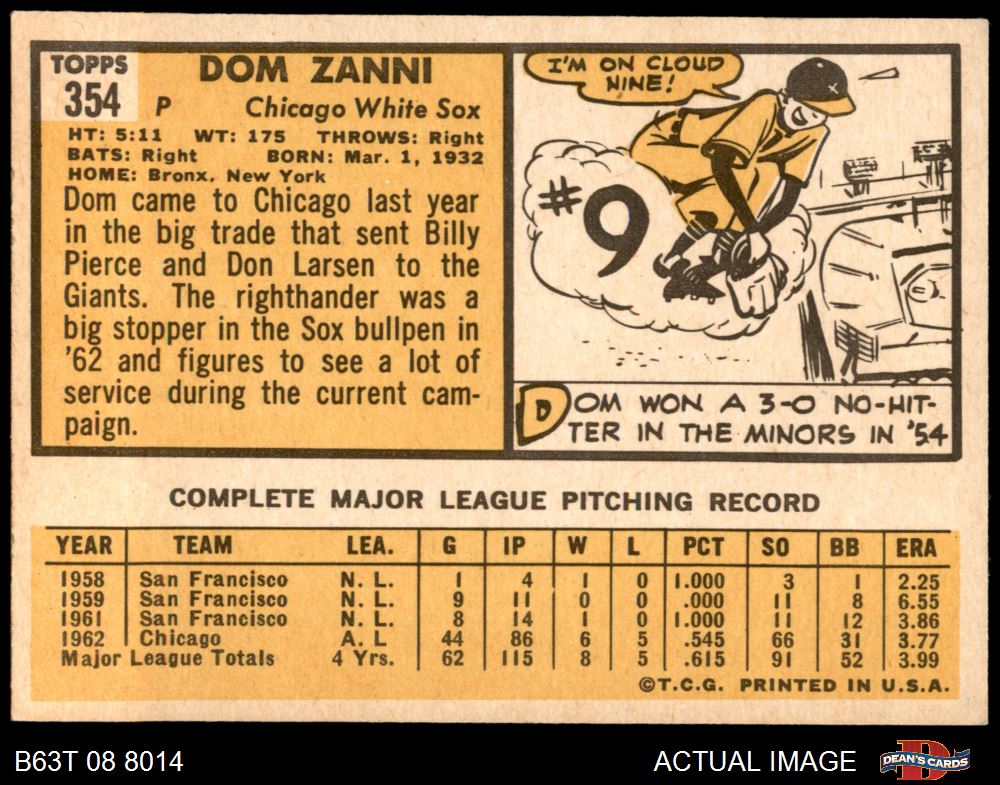 TOPPS
354
DOM ZANNI
P Chicago White Sox
HT: 5:11 WT: 175 THROWS: Right
BATS: Right BORN: Mar. 1, 1932
HOME: Bronx, New York
Dom came to Chicago last year
in the big trade that sent Billy
Pierce and Don Larsen to the
Giants. The righthander was a
big stopper in the Sox bullpen in
'62 and figures to see a lot of
service during the current cam-
paign.
I'M ON CLOUD
NINE!
#9
DOM WON A 3-0 NO-HIT-
TER IN THE MINORS IN '54
COMPLETE MAJOR LEAGUE PITCHING RECORD
YEAR TEAM LEA. G IP W L PCT SO BB ERA
1958 San Francisco N. L. 1 4 1 0 1.000 3 1 2.25
1959 San Francisco N. L. 9 11 0 0 .000 11 8 6.55
1961 San Francisco N. L. 8 14 1 0 1.000 11 12 3.86
1962 Chicago A. L 44 86 6 5 .545 66 31 3.77
Major League Totals 4 Yrs. 62 115 8 5 .615 91 52 3.99
©T.C.G. PRINTED IN U.S.A.
B63T 08 8014
ACTUAL IMAGE
D
DEAN'S CARDS